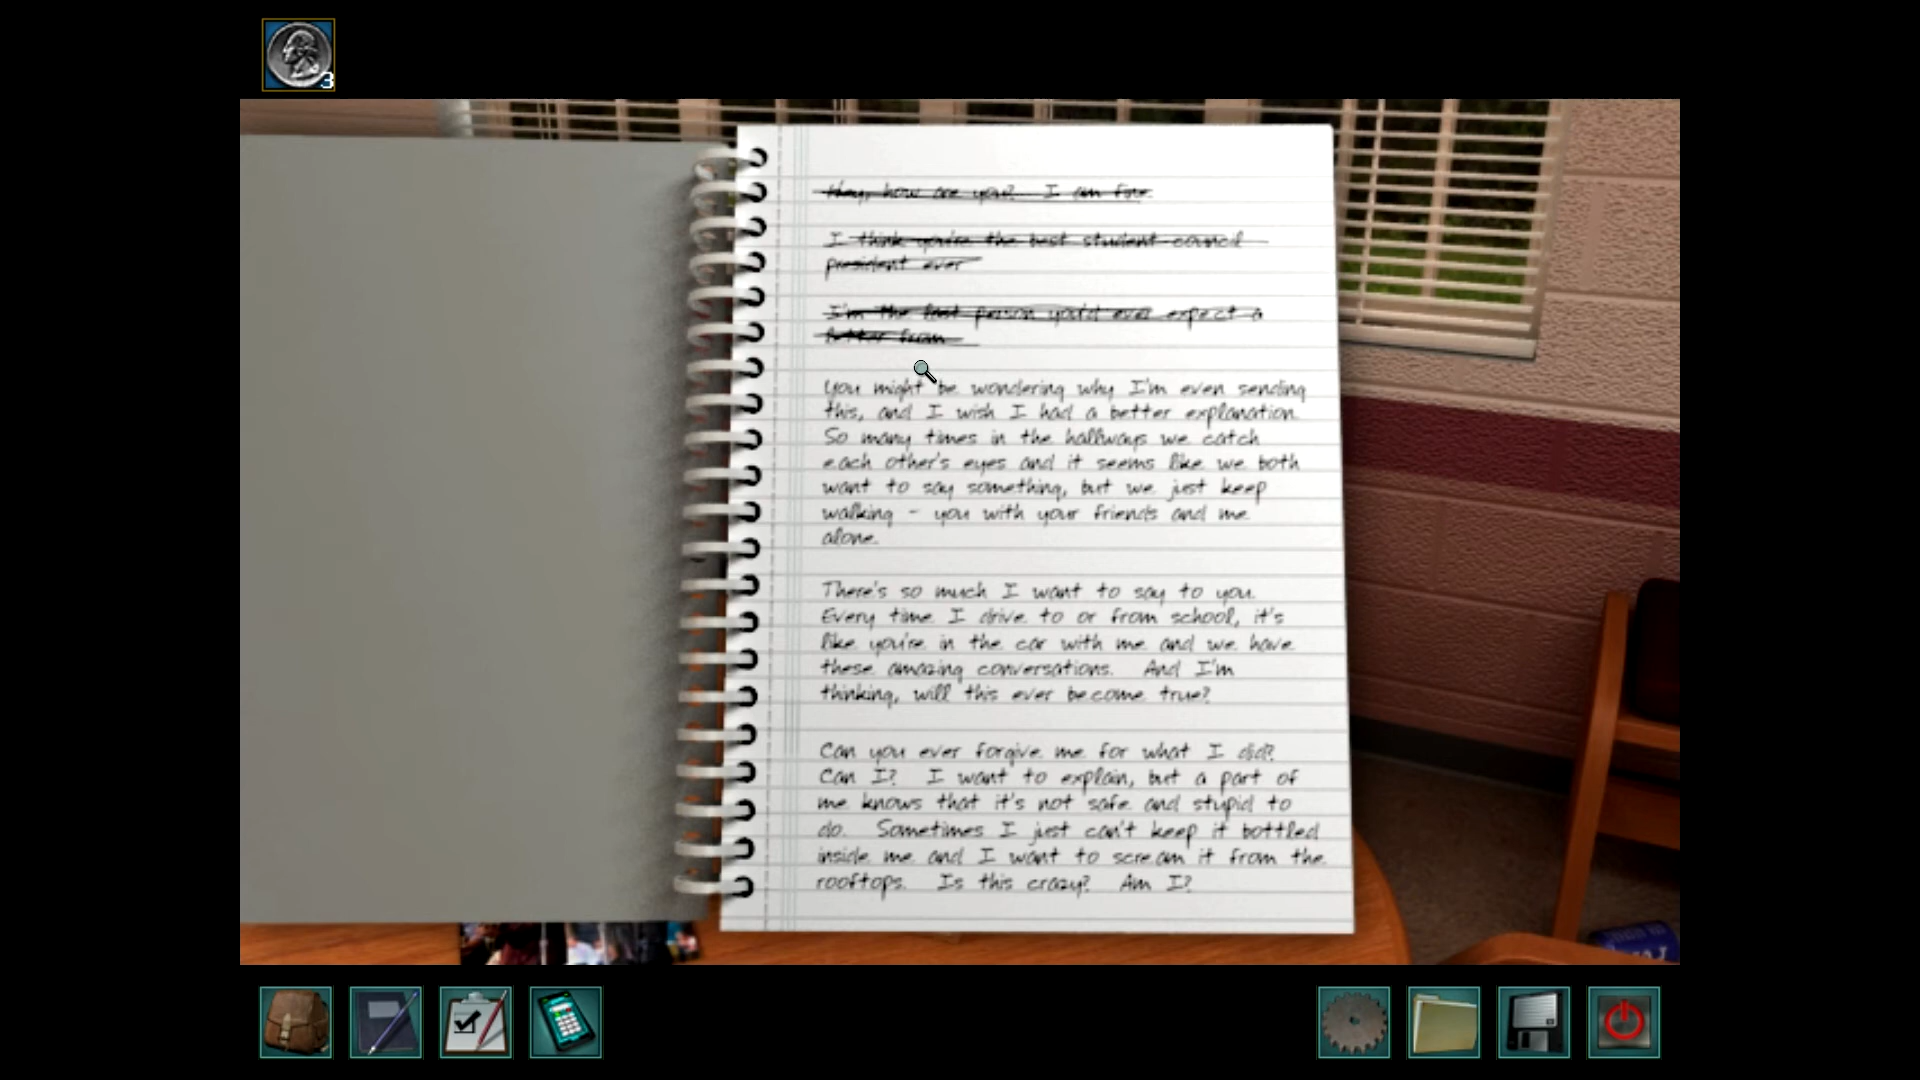 3
Hey, how are you? I am fine.
I think you're the best student council
president ever
I'm the last person you'd ever expect a
letter from
You might be wondering why I'm even sending
this, and I wish I had a better explanation.
So many times in the hallways we catch
each other's eyes and it seems like we both
want to say something, but we just keep
walking - you with your friends and me
alone.
There's so much I want to say to you.
Every time I drive to or from school, it's
like you're in the car with me and we have
these amazing conversations. And I'm
thinking, will this ever become true?
Can you ever forgive me for what I did?
Can I? I want to explain, but a part of
me knows that it's not safe and stupid to
do. Sometimes I just can't keep it bottled
inside me and I want to scream it from the
rooftops. Is this crazy? Am I?